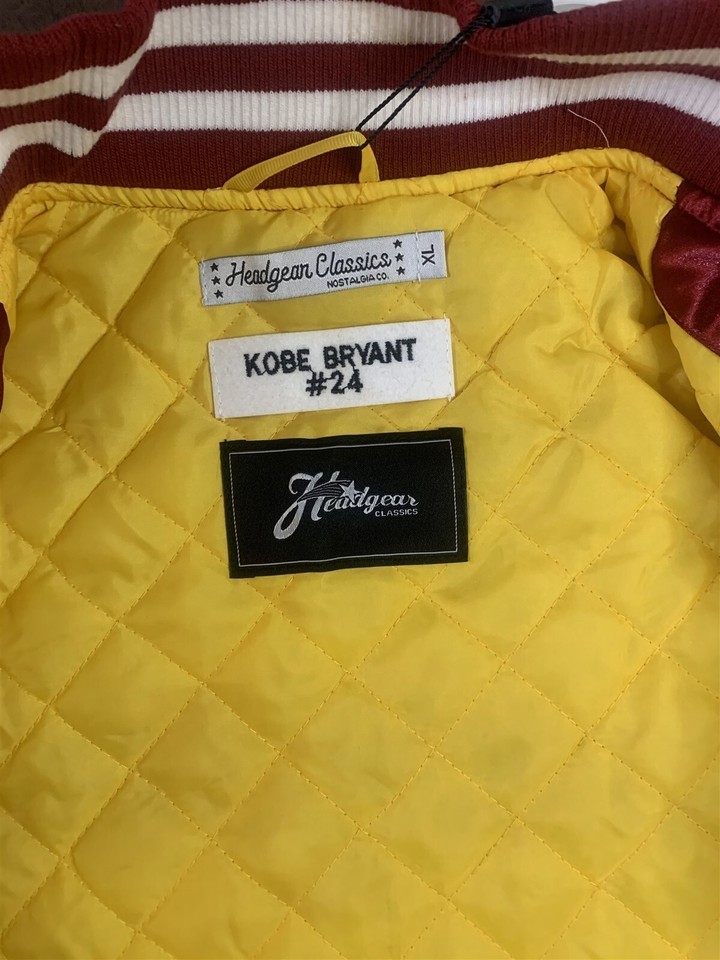 Headgear Classics
NOSTALGIA CO.
XL
KOBE BRYANT
#24
Headgear
CLASSICS